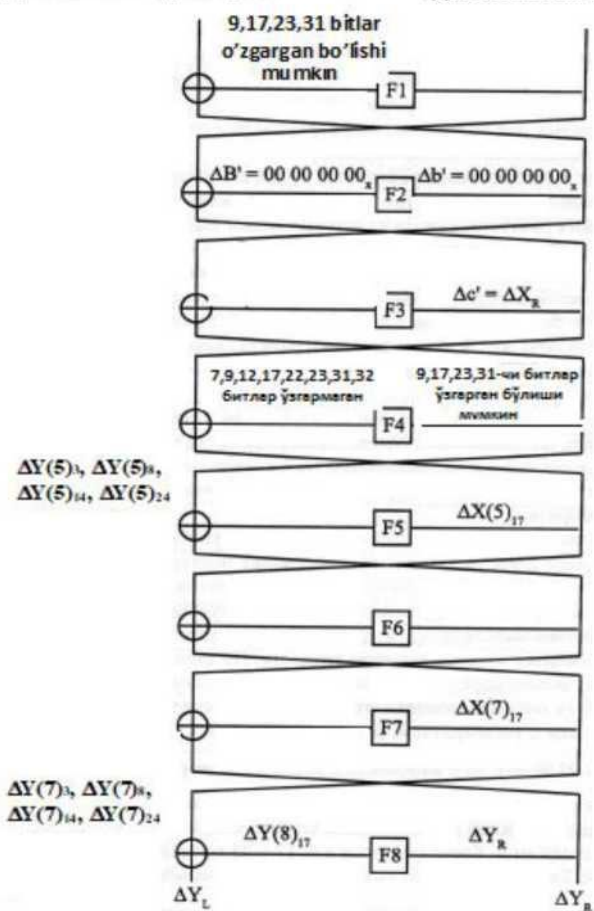 9,17,23,31 bitlar
o'zgargan bo'lishi
mumkin
F1
ΔB' = 00 00 00 00ₓ
F2
Δb' = 00 00 00 00ₓ
F3
Δc' = ΔX_R
7,9,12,17,22,23,31,32
битлар ўзгармаган
F4
9,17,23,31-чи битлар
ўзгарган бўлиши
мумкин
ΔY(5)₃, ΔY(5)₈,
ΔY(5)₁₄, ΔY(5)₂₄
F5
ΔX(5)₁₇
F6
F7
ΔX(7)₁₇
ΔY(7)₃, ΔY(7)₈,
ΔY(7)₁₄, ΔY(7)₂₄
ΔY(8)₁₇
F8
ΔY_R
ΔY_L
ΔY_R